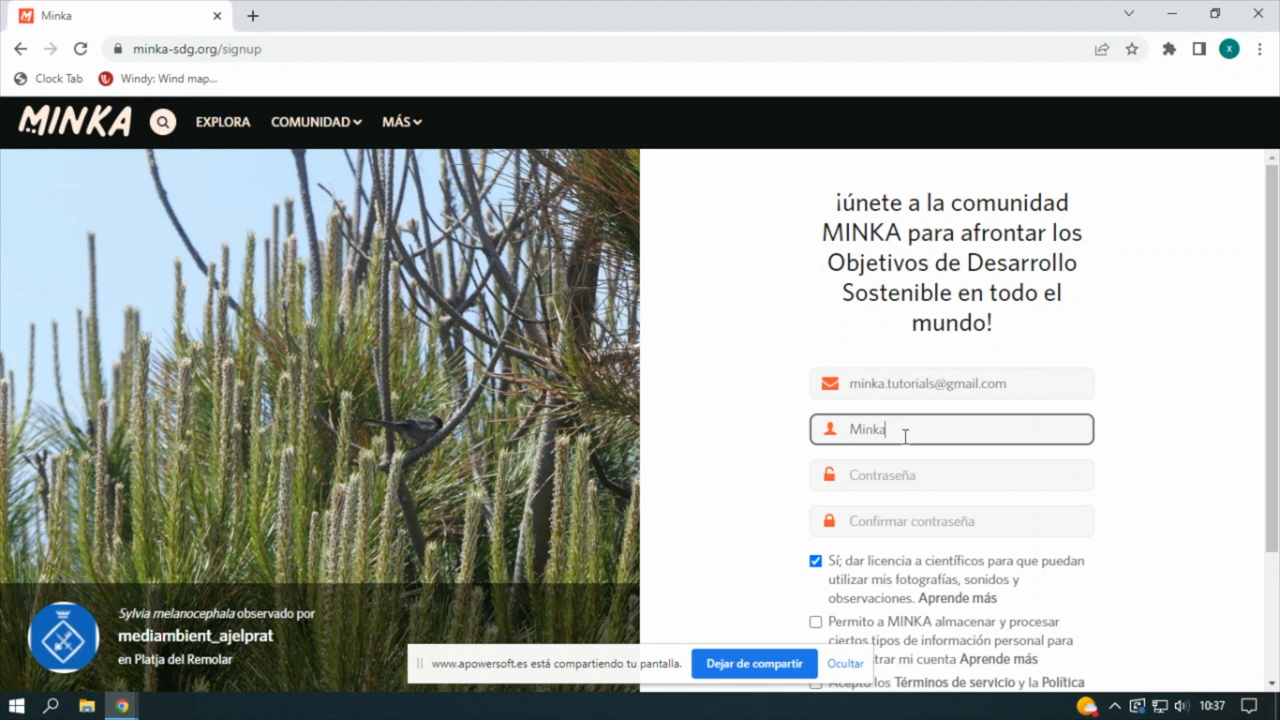 Minka
minka-sdg.org/signup
X
Clock Tab
Windy: Wind map...
MINKA
EXPLORA
COMUNIDAD
MÁS
¡únete a la comunidad
MINKA para afrontar los
Objetivos de Desarrollo
Sostenible en todo el
mundo!
minka.tutorials@gmail.com
Minka
Contraseña
Confirmar contraseña
Sí; dar licencia a científicos para que puedan
utilizar mis fotografías, sonidos y
observaciones. Aprende más
Permito a MINKA almacenar y procesar
ciertos tipos de información personal para
trar mi cuenta Aprende más
Acepto los Términos de servicio y la Política
Sylvia melanocephala observado por
mediambient_ajelprat
en Platja del Remolar
www.apowersoft.es está compartiendo tu pantalla.
Dejar de compartir
Ocultar
10:37